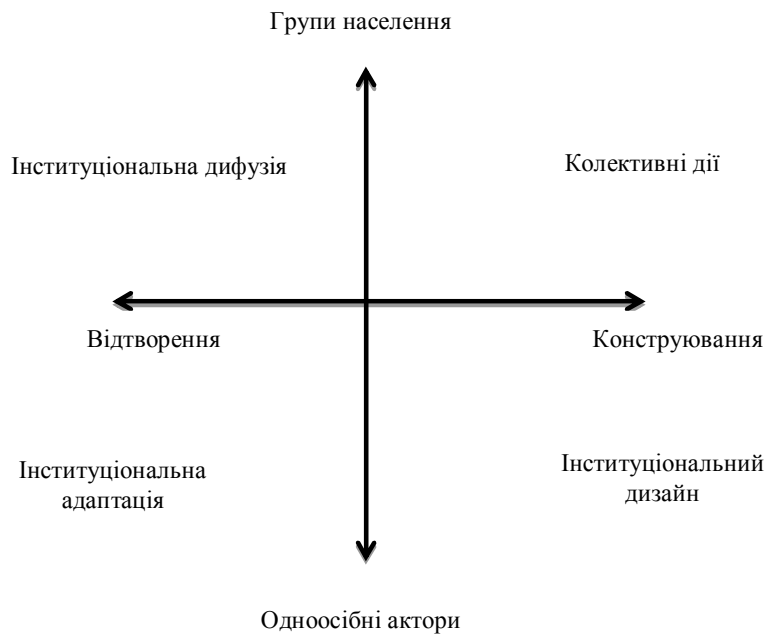 Групи населення
Інституціональна дифузія
Колективні дії
Відтворення
Конструювання
Інституціональна
адаптація
Інституціональний
дизайн
Одноосібні актори